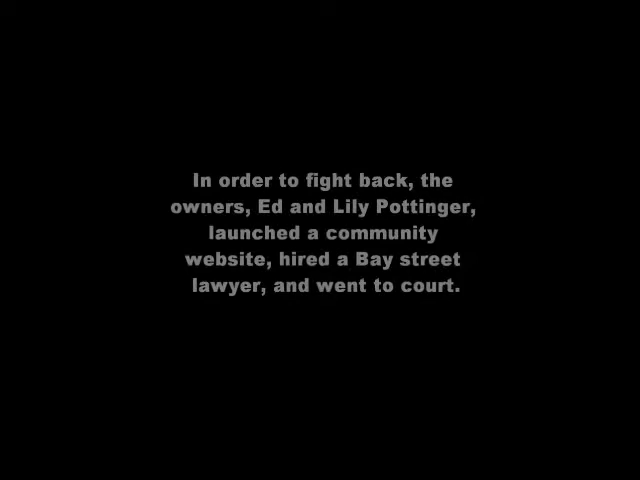 In order to fight back, the
owners, Ed and Lily Pottinger,
launched a community
website, hired a Bay street
lawyer, and went to court.